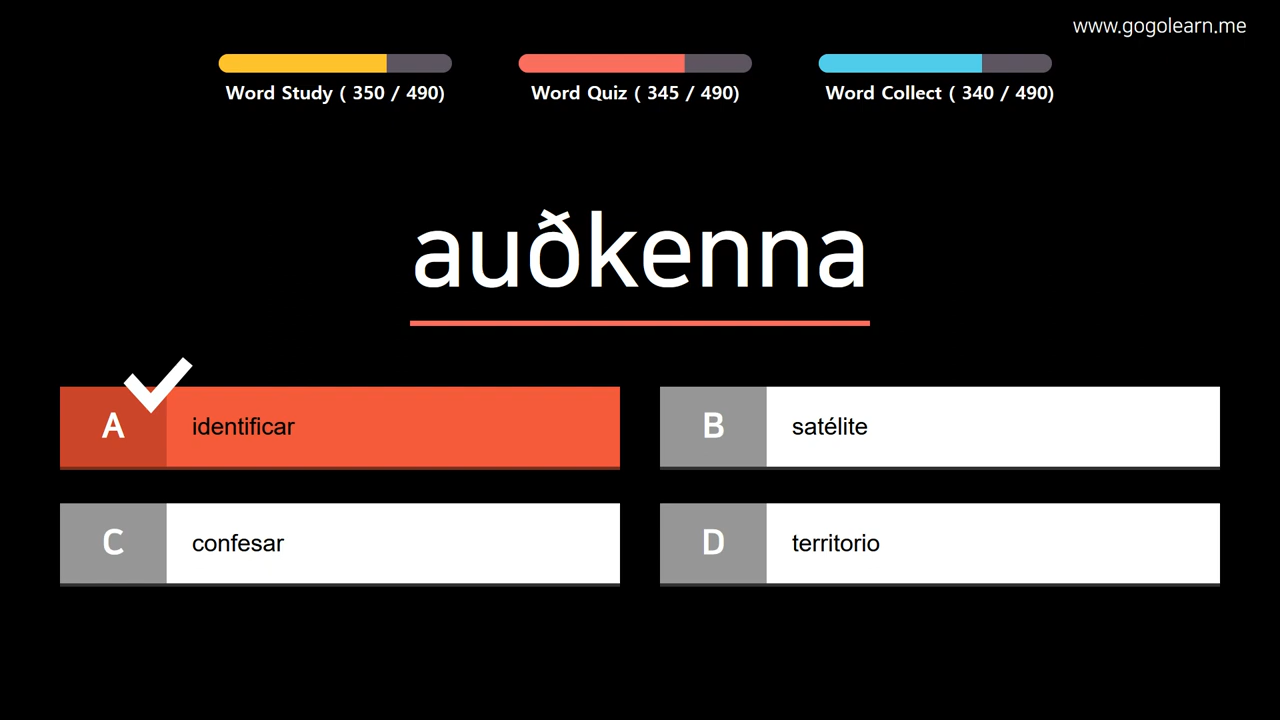 www.gogolearn.me
Word Study ( 350 / 490)
Word Quiz ( 345 / 490)
Word Collect ( 340 / 490)
auðkenna
A identificar
B satélite
C confesar
D territorio